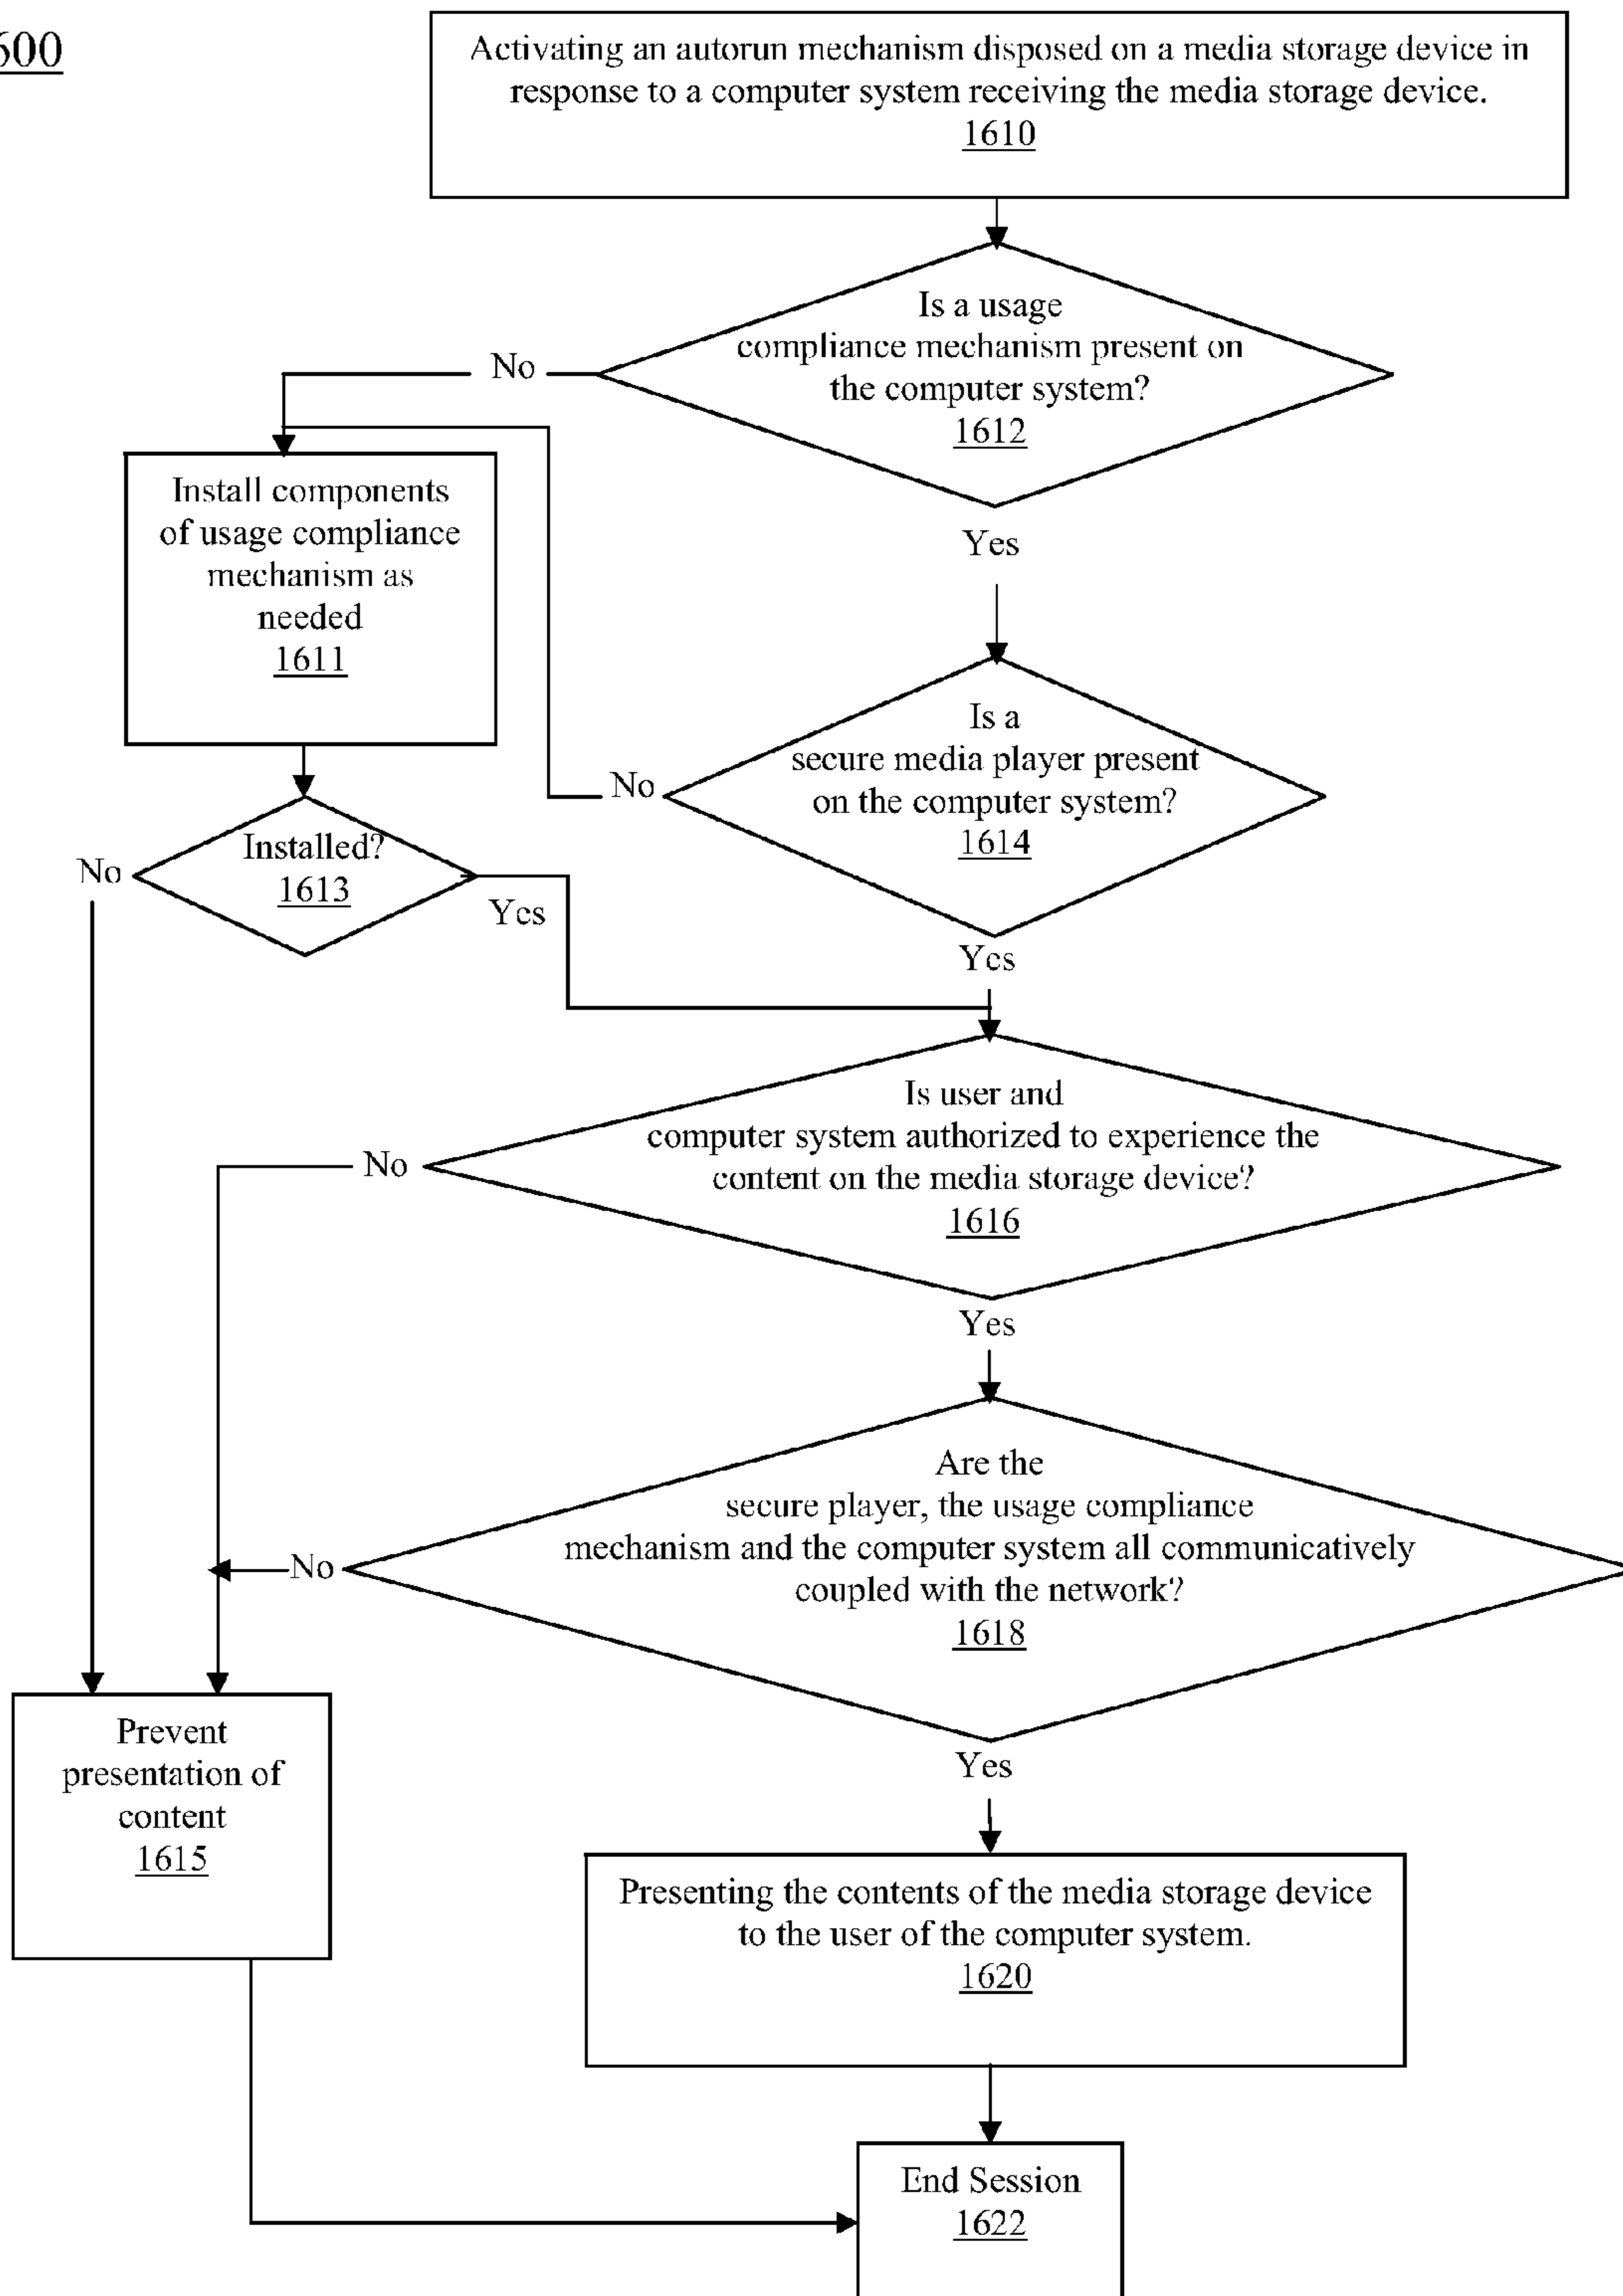 600
Activating an autorun mechanism disposed on a media storage device in
response to a computer system receiving the media storage device.
1610
Is a usage
compliance mechanism present on
the computer system?
1612
No
Yes
Install components
of usage compliance
mechanism as
needed
1611
Is a
secure media player present
on the computer system?
1614
No
Yes
Installed?
1613
No
Yes
Is user and
computer system authorized to experience the
content on the media storage device?
1616
No
Yes
Are the
secure player, the usage compliance
mechanism and the computer system all communicatively
coupled with the network?
1618
No
Yes
Prevent
presentation of
content
1615
Presenting the contents of the media storage device
to the user of the computer system.
1620
End Session
1622